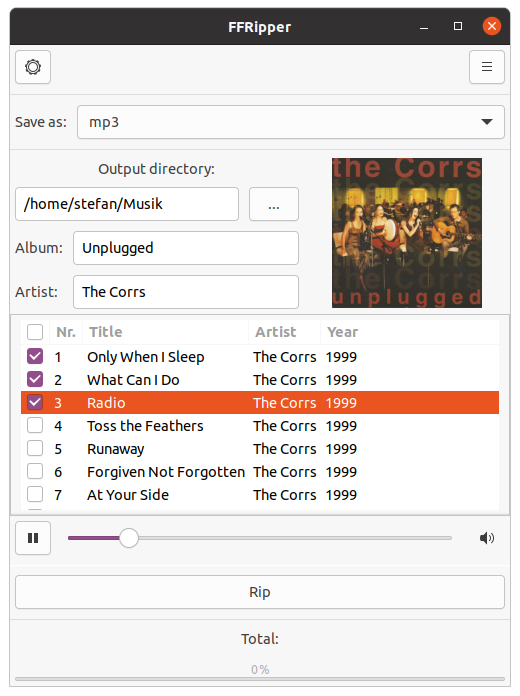 FFRipper
Save as: mp3
Output directory:
/home/stefan/Musik ...
Album: Unplugged
Artist: The Corrs
the Corrs
unplugged
Nr. Title Artist Year
1 Only When I Sleep The Corrs 1999
2 What Can I Do The Corrs 1999
3 Radio The Corrs 1999
4 Toss the Feathers The Corrs 1999
5 Runaway The Corrs 1999
6 Forgiven Not Forgotten The Corrs 1999
7 At Your Side The Corrs 1999
Rip
Total:
0%